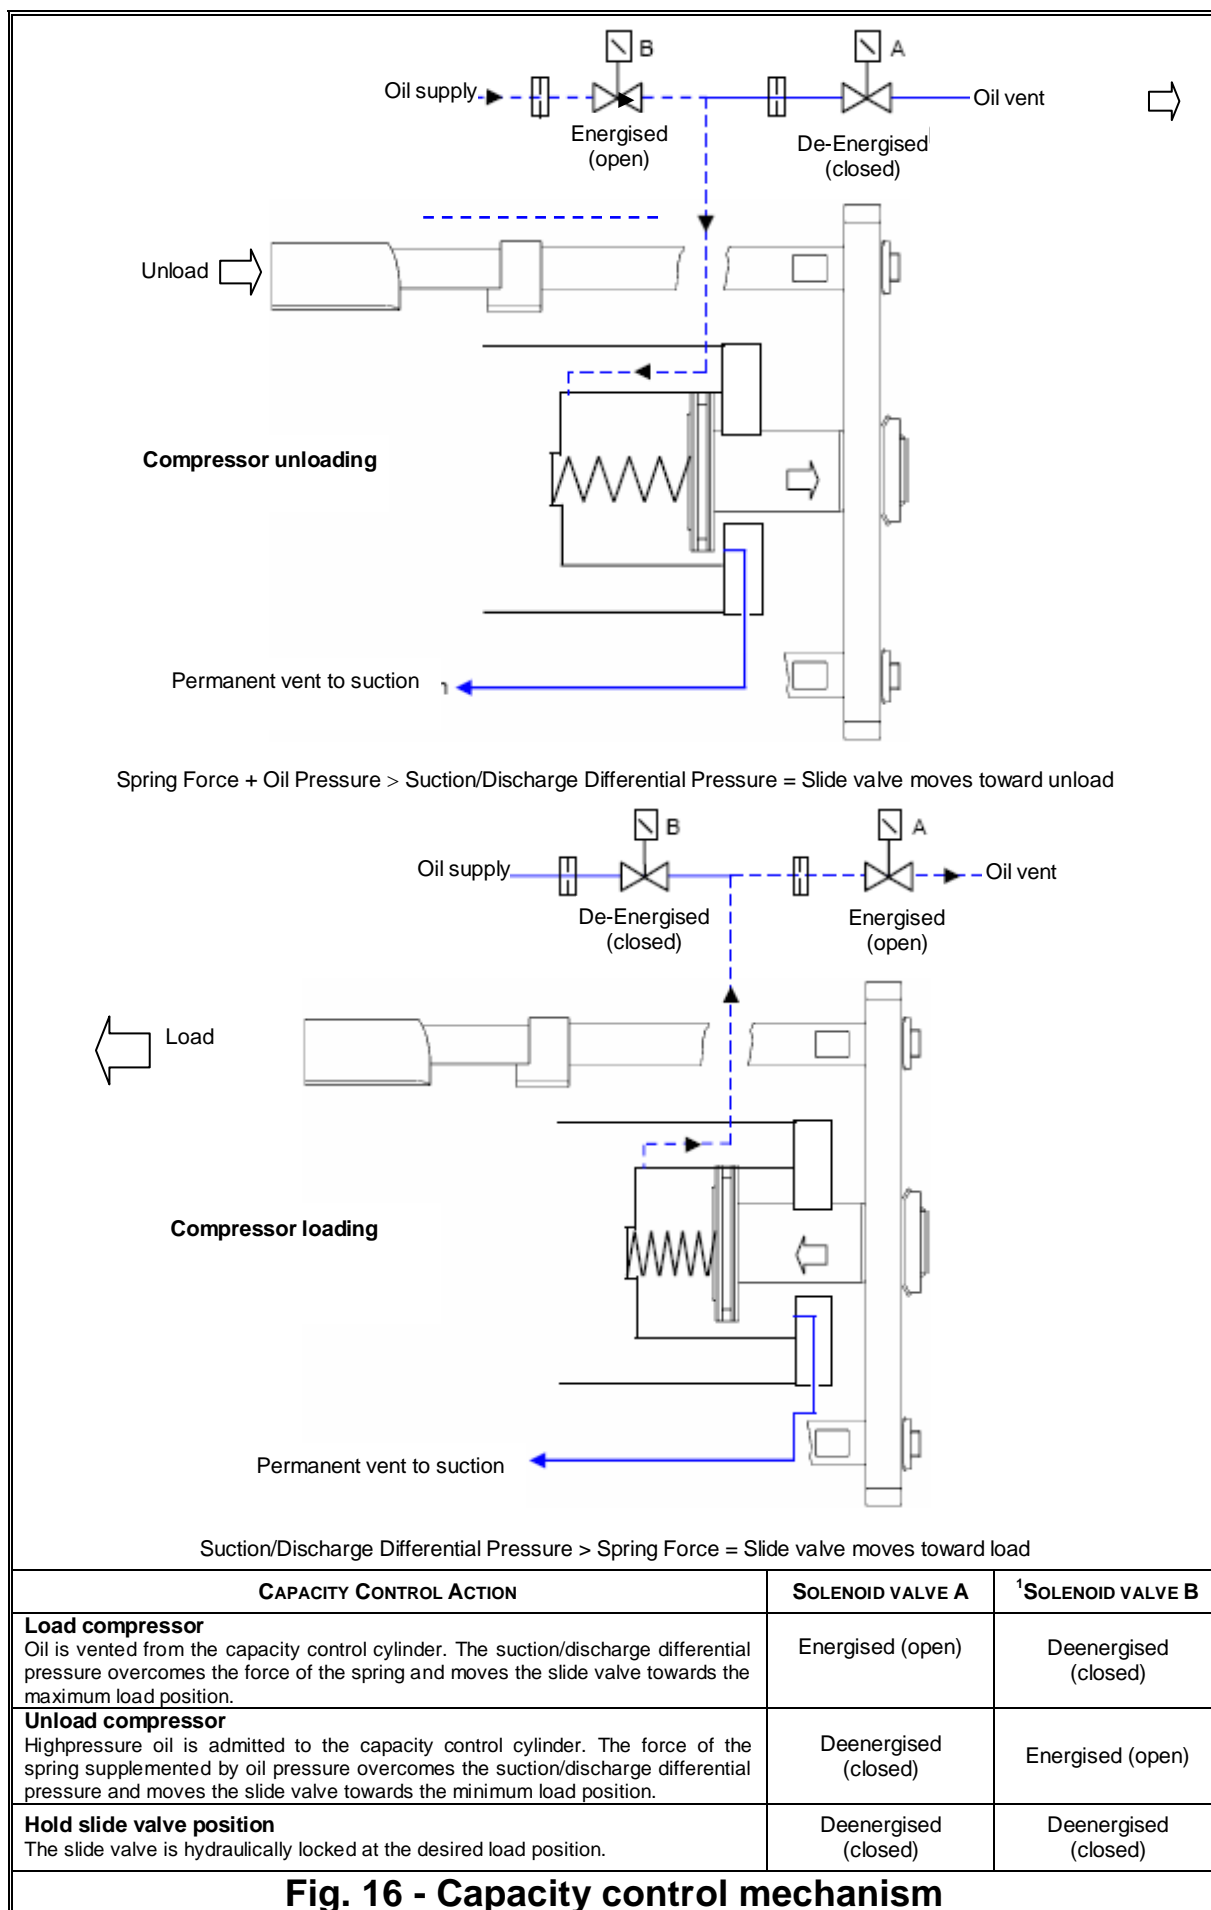 B
A
Oil supply
Oil vent
Energised
(open)
De-Energised
(closed)
Unload
Compressor unloading
Permanent vent to suction
Spring Force + Oil Pressure > Suction/Discharge Differential Pressure = Slide valve moves toward unload
B
A
Oil supply
Oil vent
De-Energised
(closed)
Energised
(open)
Load
Compressor loading
Permanent vent to suction
Suction/Discharge Differential Pressure > Spring Force = Slide valve moves toward load
CAPACITY CONTROL ACTION
SOLENOID VALVE A
¹SOLENOID VALVE B
Load compressor
Oil is vented from the capacity control cylinder. The suction/discharge differential
pressure overcomes the force of the spring and moves the slide valve towards the
maximum load position.
Energised (open)
Deenergised
(closed)
Unload compressor
Highpressure oil is admitted to the capacity control cylinder. The force of the
spring supplemented by oil pressure overcomes the suction/discharge differential
pressure and moves the slide valve towards the minimum load position.
Deenergised
(closed)
Energised (open)
Hold slide valve position
The slide valve is hydraulically locked at the desired load position.
Deenergised
(closed)
Deenergised
(closed)
Fig. 16 - Capacity control mechanism